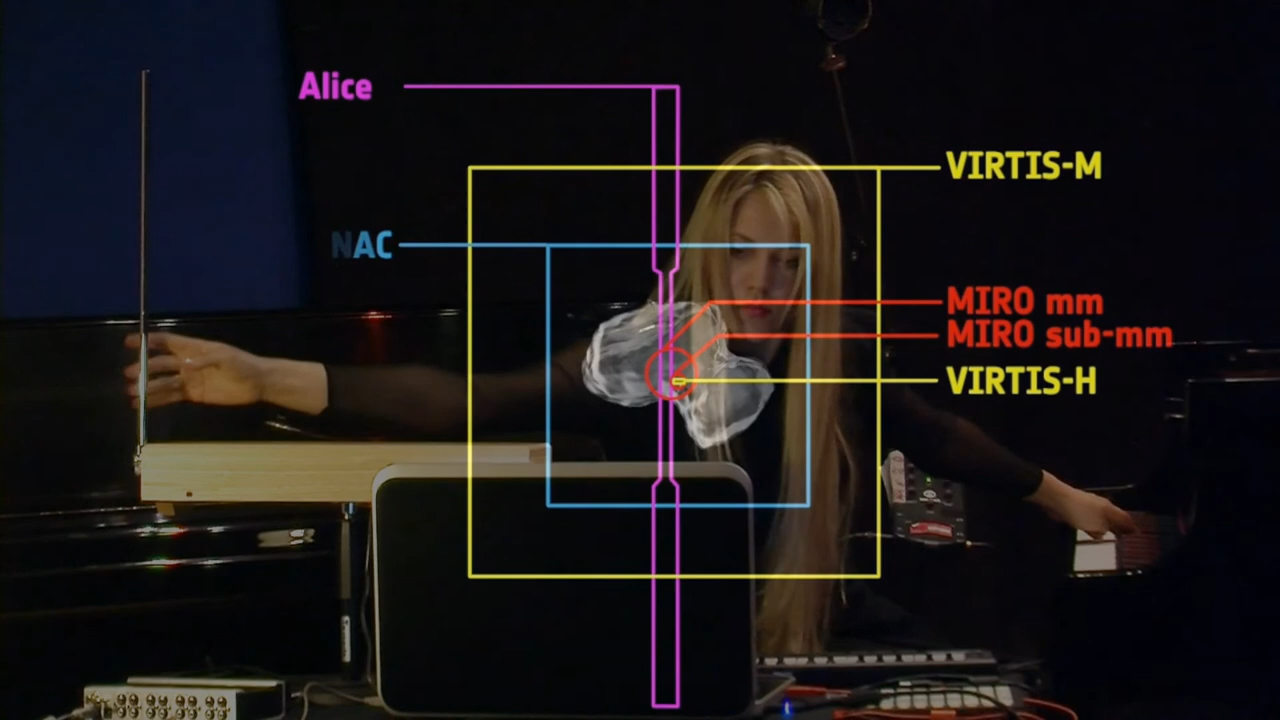 Alice
VIRTIS-M
NAC
MIRO mm
MIRO sub-mm
VIRTIS-H